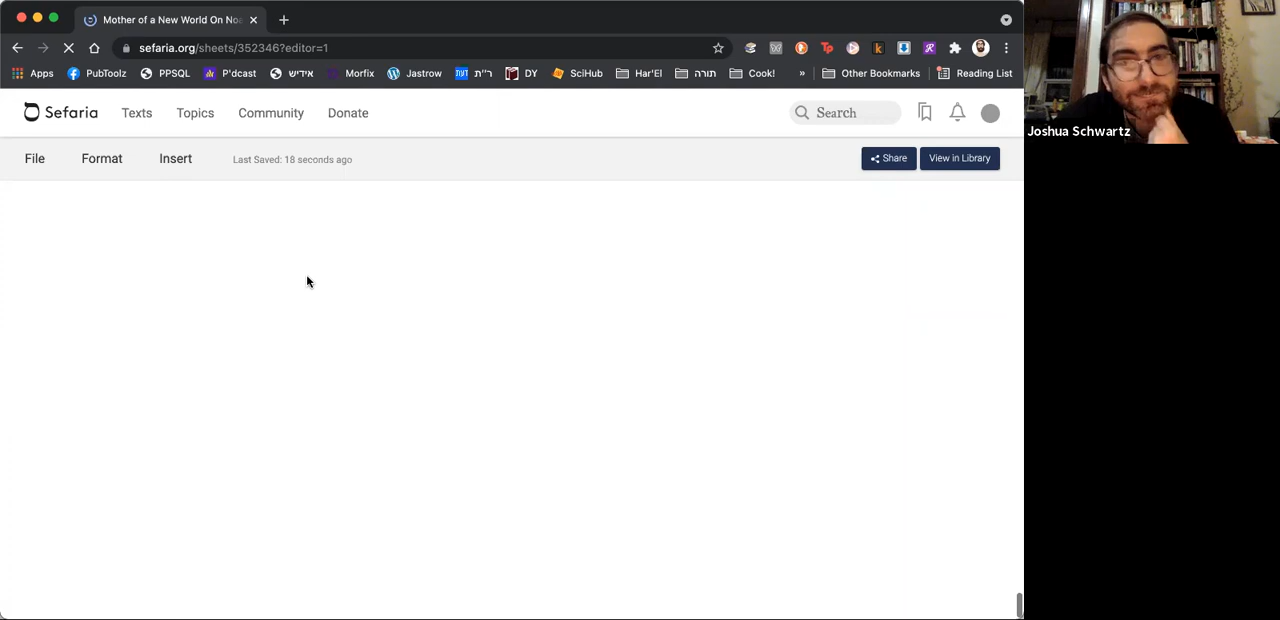 Mother of a New World On Noa
sefaria.org/sheets/352346?editor=1
Apps PubToolz PPSQL P'dcast אידיש Morfix Jastrow ר״ית DY SciHub Har'El תורה Cook! » Other Bookmarks Reading List
Sefaria Texts Topics Community Donate Search
File Format Insert Last Saved: 18 seconds ago Share View in Library
Joshua Schwartz